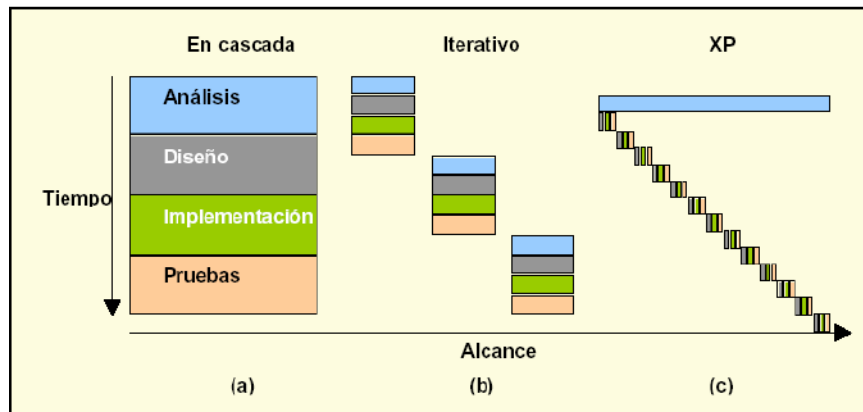 En cascada Iterativo XP
Análisis
Diseño
Tiempo
Implementación
Pruebas
Alcance
(a) (b) (c)